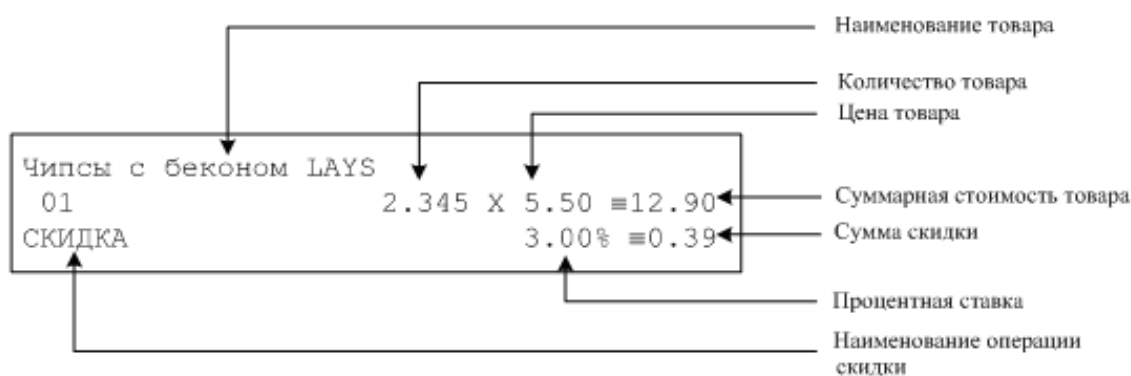 Наименование товара
Количество товара
Цена товара
Чипсы с беконом LAYS
01 2.345 X 5.50 ≡12.90
Суммарная стоимость товара
СКИДКА 3.00% ≡0.39
Сумма скидки
Процентная ставка
Наименование операции
скидки